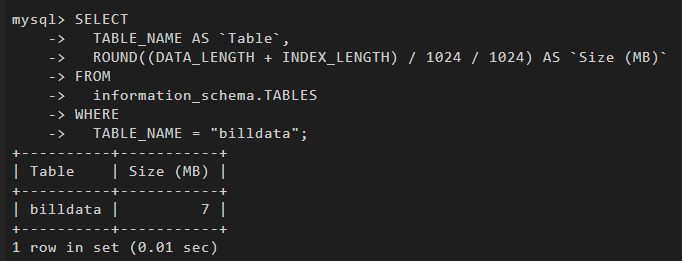 mysql> SELECT
    ->   TABLE_NAME AS `Table`,
    ->   ROUND((DATA_LENGTH + INDEX_LENGTH) / 1024 / 1024) AS `Size (MB)`
    -> FROM
    ->   information_schema.TABLES
    -> WHERE
    ->   TABLE_NAME = "billdata";
+----------+-----------+
| Table    | Size (MB) |
+----------+-----------+
| billdata |         7 |
+----------+-----------+
1 row in set (0.01 sec)